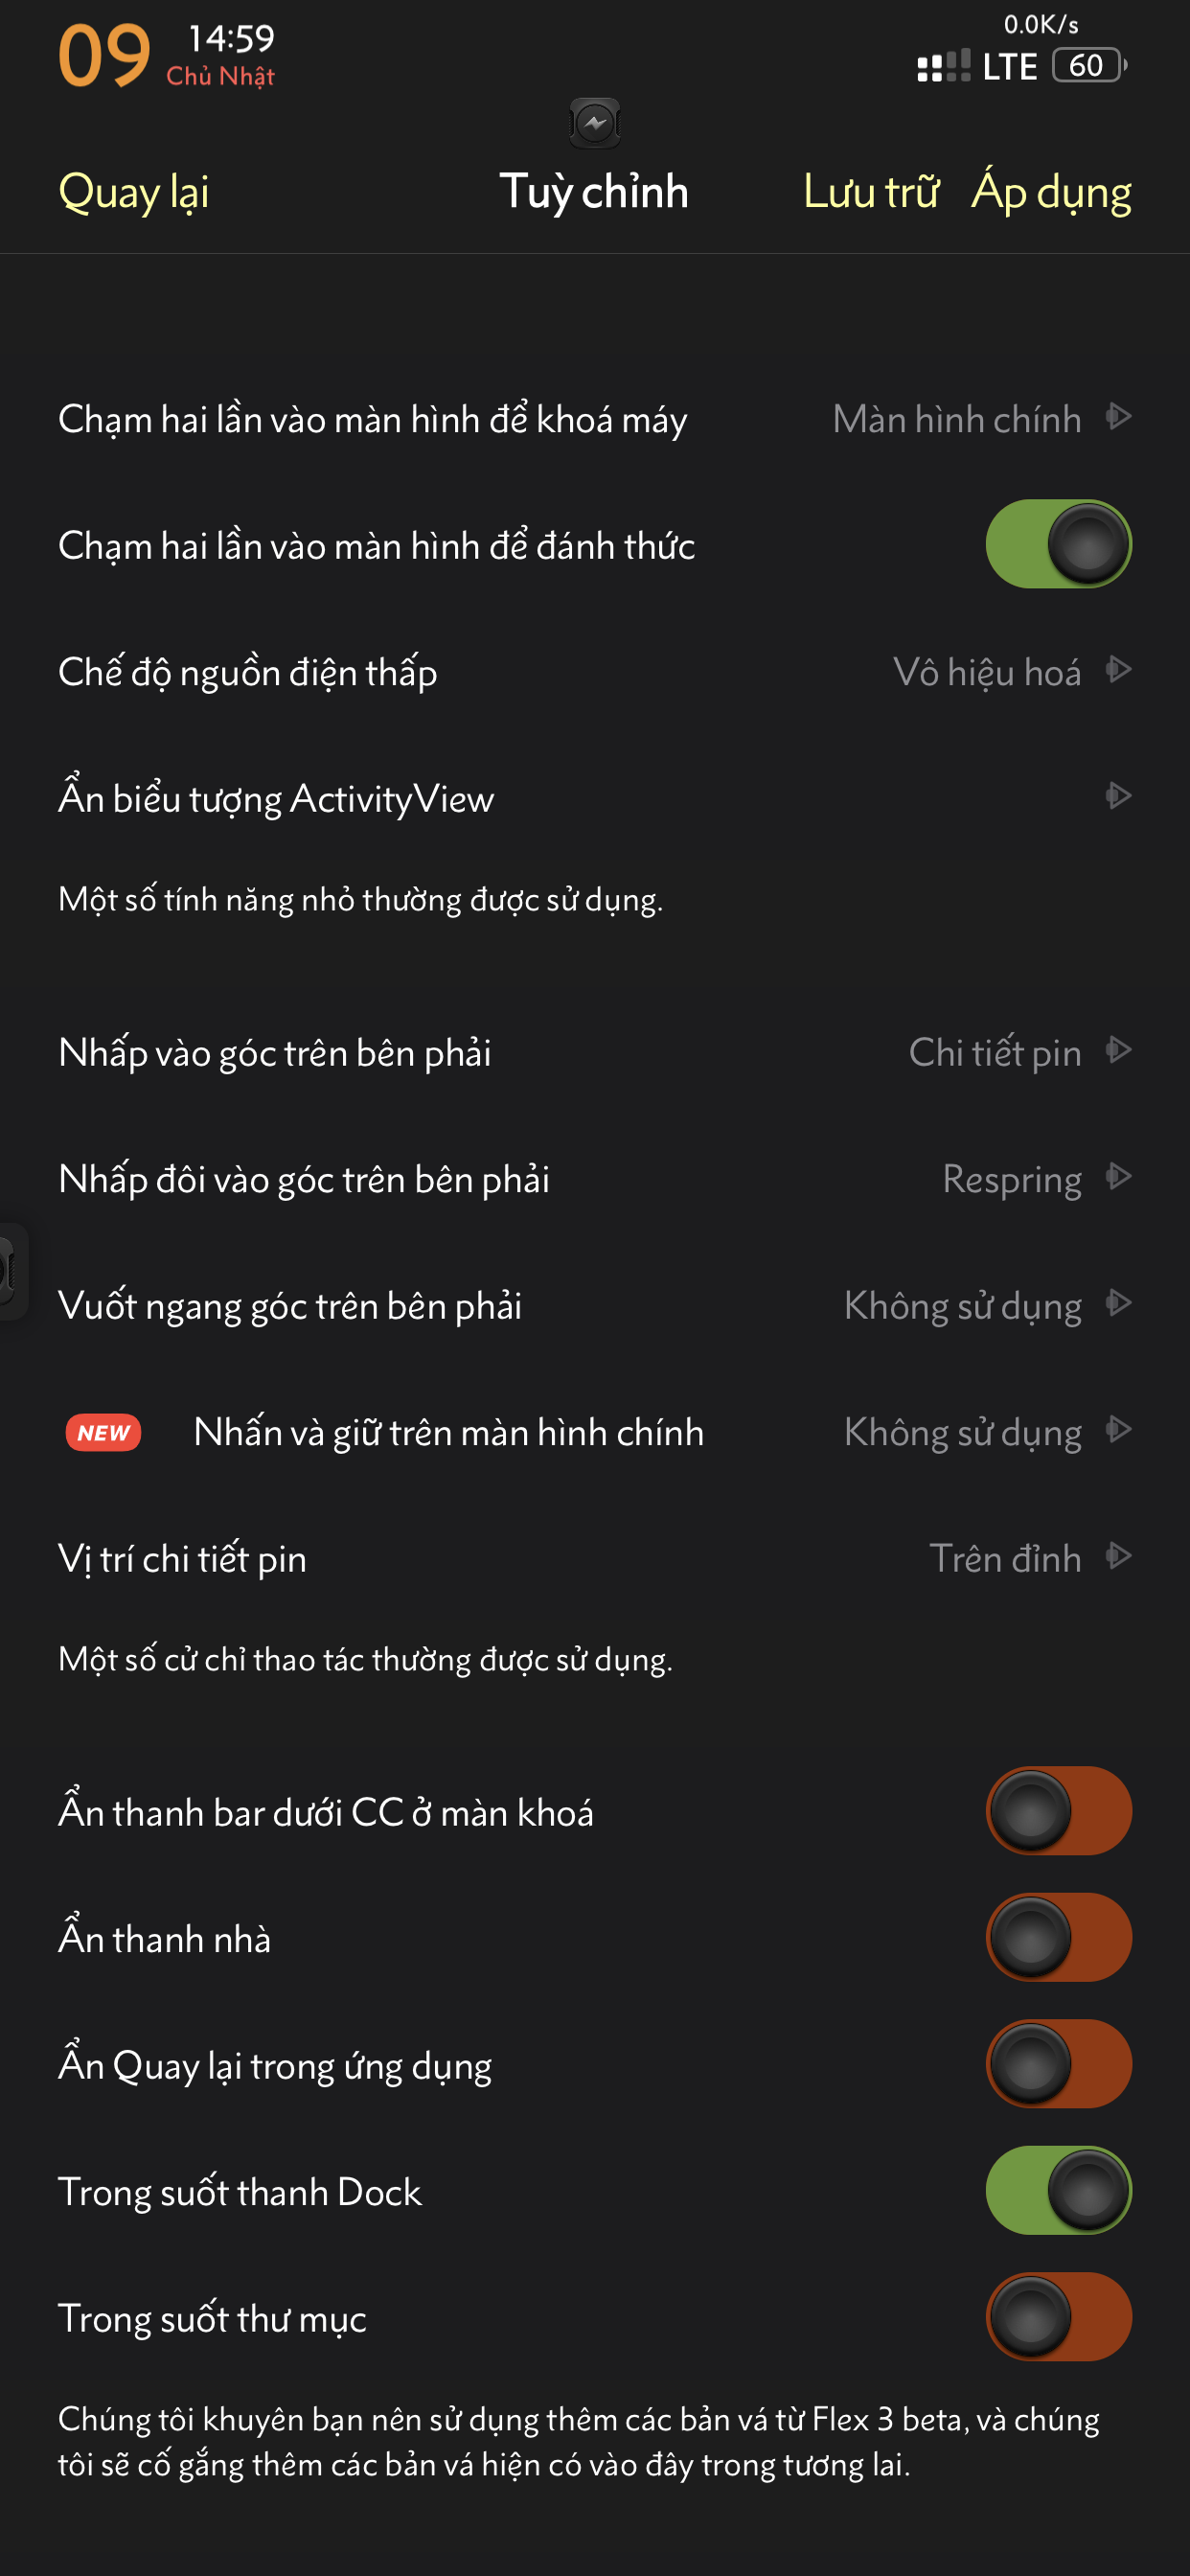 09
14:59
Chủ Nhật
0.0K/s
LTE 60
Quay lại Tuỳ chỉnh Lưu trữ Áp dụng
Chạm hai lần vào màn hình để khoá máy Màn hình chính
Chạm hai lần vào màn hình để đánh thức
Chế độ nguồn điện thấp Vô hiệu hoá
Ẩn biểu tượng ActivityView
Một số tính năng nhỏ thường được sử dụng.
Nhấp vào góc trên bên phải Chi tiết pin
Nhấp đôi vào góc trên bên phải Respring
Vuốt ngang góc trên bên phải Không sử dụng
NEW Nhấn và giữ trên màn hình chính Không sử dụng
Vị trí chi tiết pin Trên đỉnh
Một số cử chỉ thao tác thường được sử dụng.
Ẩn thanh bar dưới CC ở màn khoá
Ẩn thanh nhà
Ẩn Quay lại trong ứng dụng
Trong suốt thanh Dock
Trong suốt thư mục
Chúng tôi khuyên bạn nên sử dụng thêm các bản vá từ Flex 3 beta, và chúng
tôi sẽ cố gắng thêm các bản vá hiện có vào đây trong tương lai.